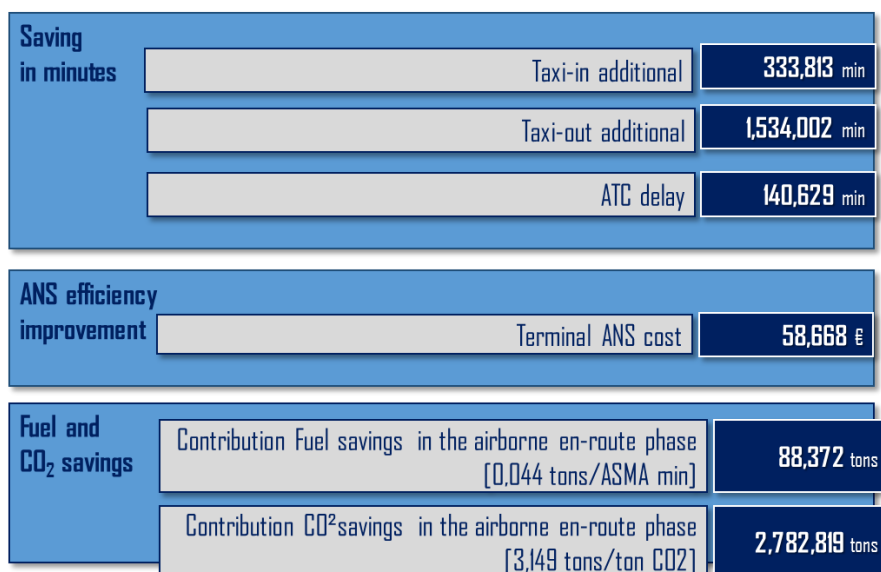 Saving
in minutes
Taxi-in additional
333,813 min
Taxi-out additional
1,534,002 min
ATC delay
140,629 min
ANS efficiency
improvement
Terminal ANS cost
58,668 €
Fuel and
CO₂ savings
Contribution Fuel savings in the airborne en-route phase
[0,044 tons/ASMA min]
88,372 tons
Contribution CO²savings in the airborne en-route phase
[3,149 tons/ton CO2]
2,782,819 tons